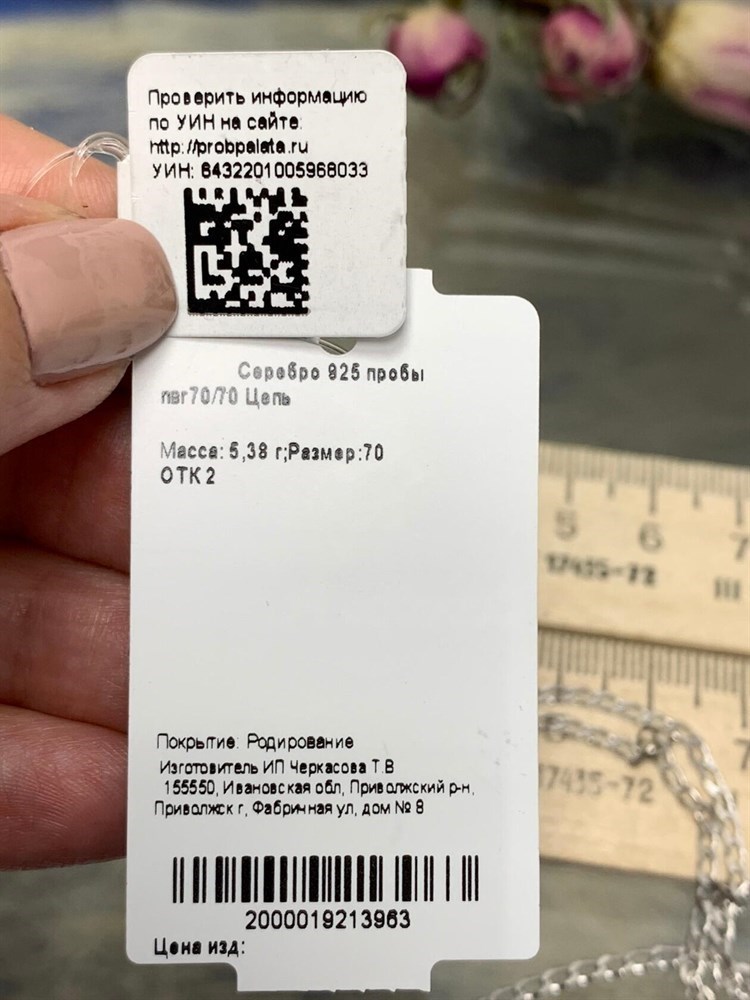 Проверить информацию
по УИН на сайте:
http://probpalata.ru
УИН: 6432201005968033
Серебро 925 пробы
пвг70/70 Цепь
Масса: 5,38 г;Размер:70
ОТК 2
Покрытие: Родирование
Изготовитель ИП Черкасова Т.В
155550, Ивановская обл, Приволжский р-н,
Приволжск г, Фабричная ул, дом № 8
2000019213963
Цена изд:
5 6 7
17435-72 III
7
17435-72